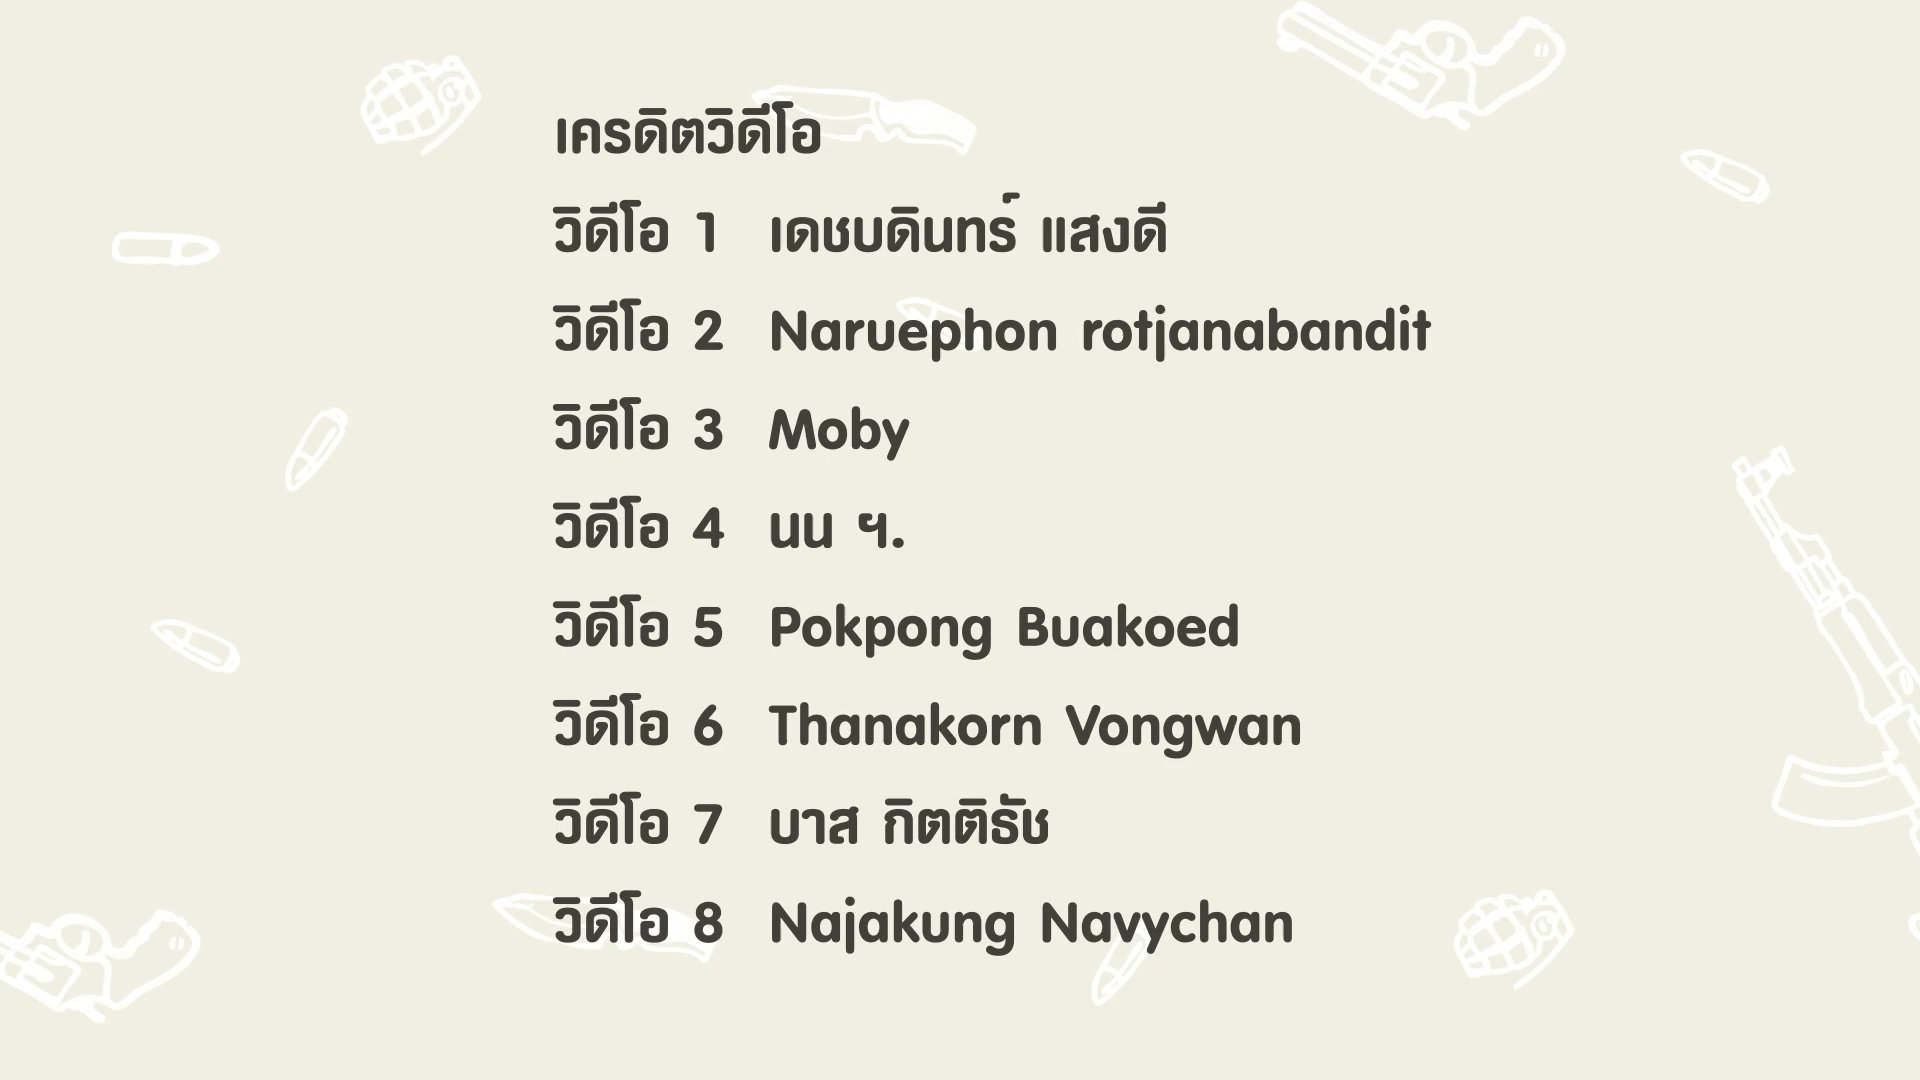 เครดิตวิดีโอ
วิดีโอ 1 เดชบดินทร์ แสงดี
วิดีโอ 2 Naruephon rotjanabandit
วิดีโอ 3 Moby
วิดีโอ 4 นน ฯ.
วิดีโอ 5 Pokpong Buakoed
วิดีโอ 6 Thanakorn Vongwan
วิดีโอ 7 บาส กิตติธัช
วิดีโอ 8 Najakung Navychan